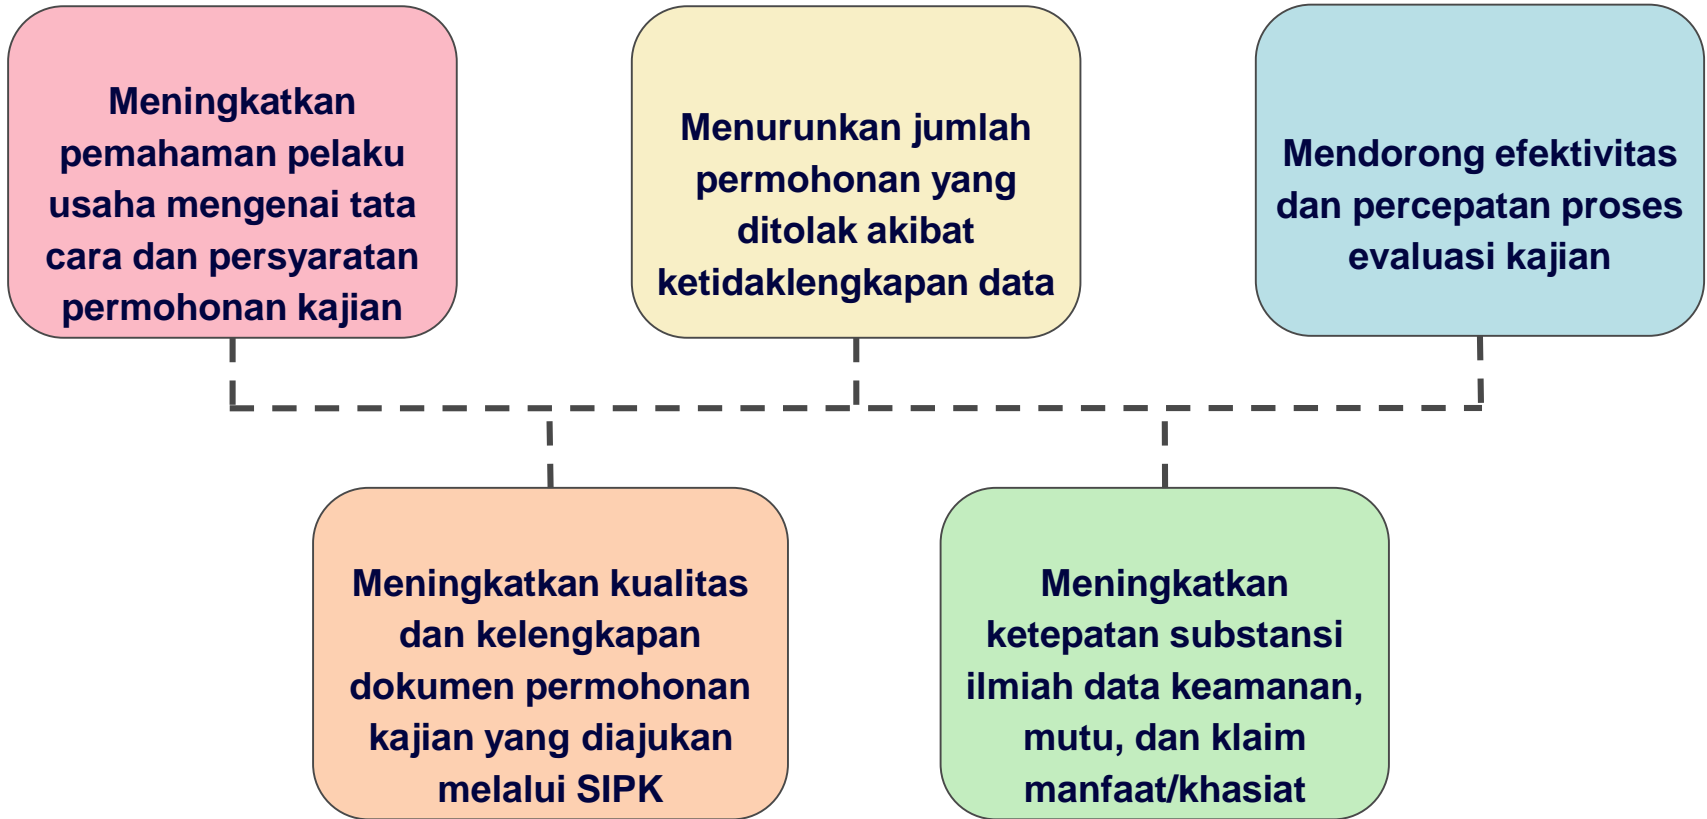 Meningkatkan
pemahaman pelaku
usaha mengenai tata
cara dan persyaratan
permohonan kajian
Menurunkan jumlah
permohonan yang
ditolak akibat
ketidaklengkapan data
Mendorong efektivitas
dan percepatan proses
evaluasi kajian
Meningkatkan kualitas
dan kelengkapan
dokumen permohonan
kajian yang diajukan
melalui SIPK
Meningkatkan
ketepatan substansi
ilmiah data keamanan,
mutu, dan klaim
manfaat/khasiat